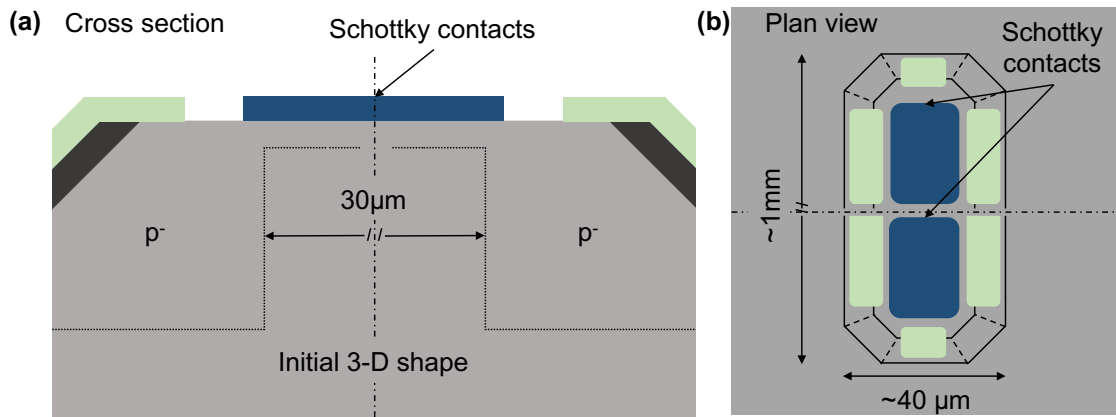 (a) Cross section
Schottky contacts
30µm
p-
p-
Initial 3-D shape
(b) Plan view
Schottky
contacts
~1mm
~40 µm